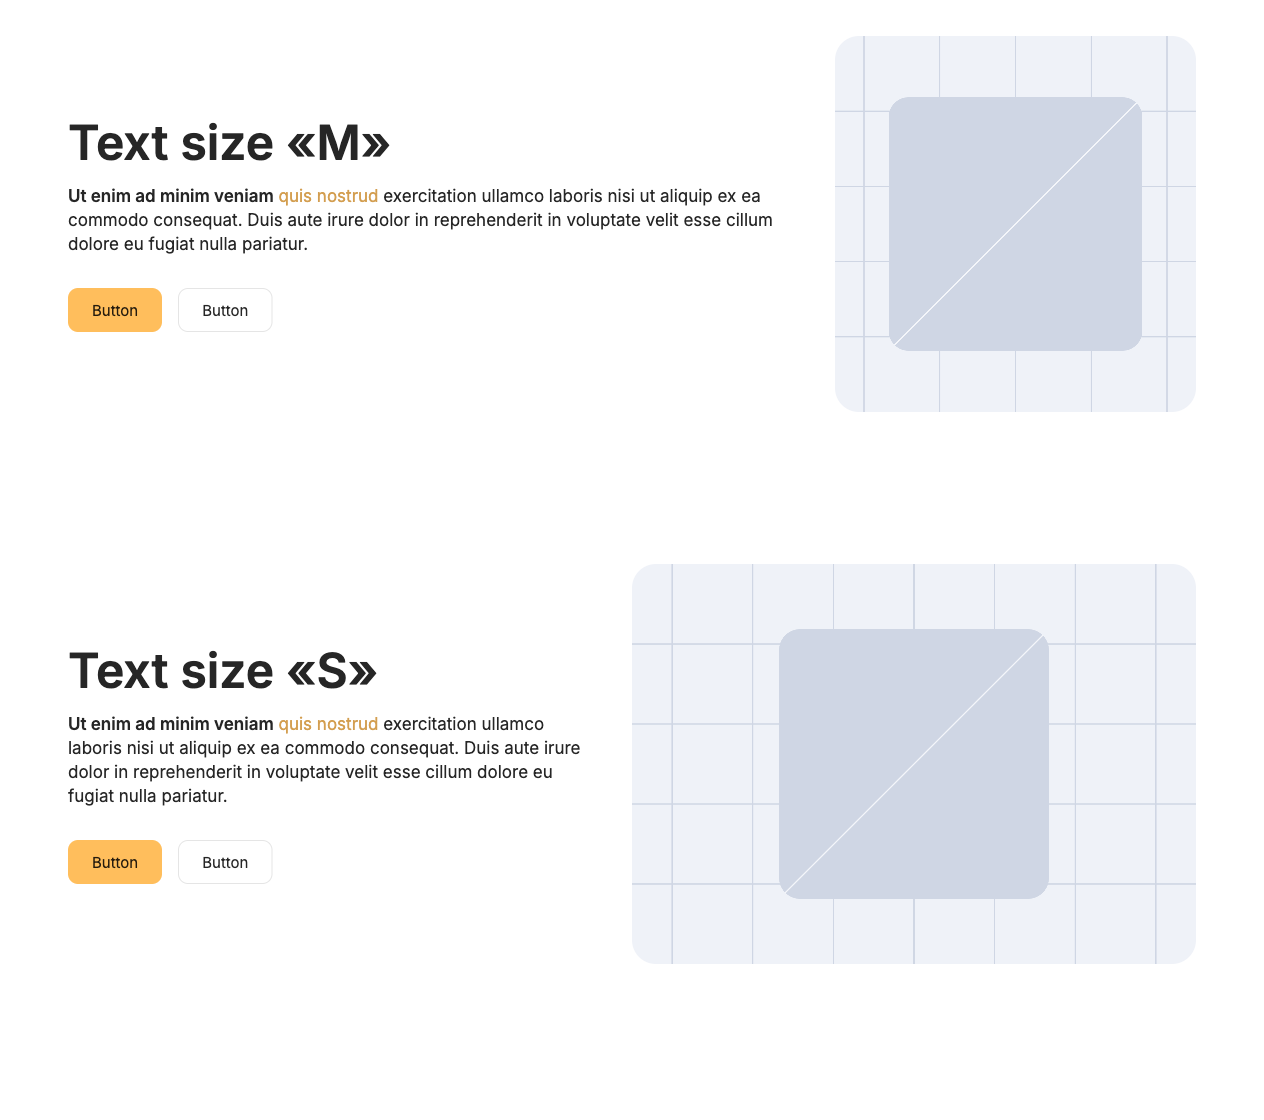 Text size «M»
Ut enim ad minim veniam quis nostrud exercitation ullamco laboris nisi ut aliquip ex ea
commodo consequat. Duis aute irure dolor in reprehenderit in voluptate velit esse cillum
dolore eu fugiat nulla pariatur.
Button Button
Text size «S»
Ut enim ad minim veniam quis nostrud exercitation ullamco
laboris nisi ut aliquip ex ea commodo consequat. Duis aute irure
dolor in reprehenderit in voluptate velit esse cillum dolore eu
fugiat nulla pariatur.
Button Button